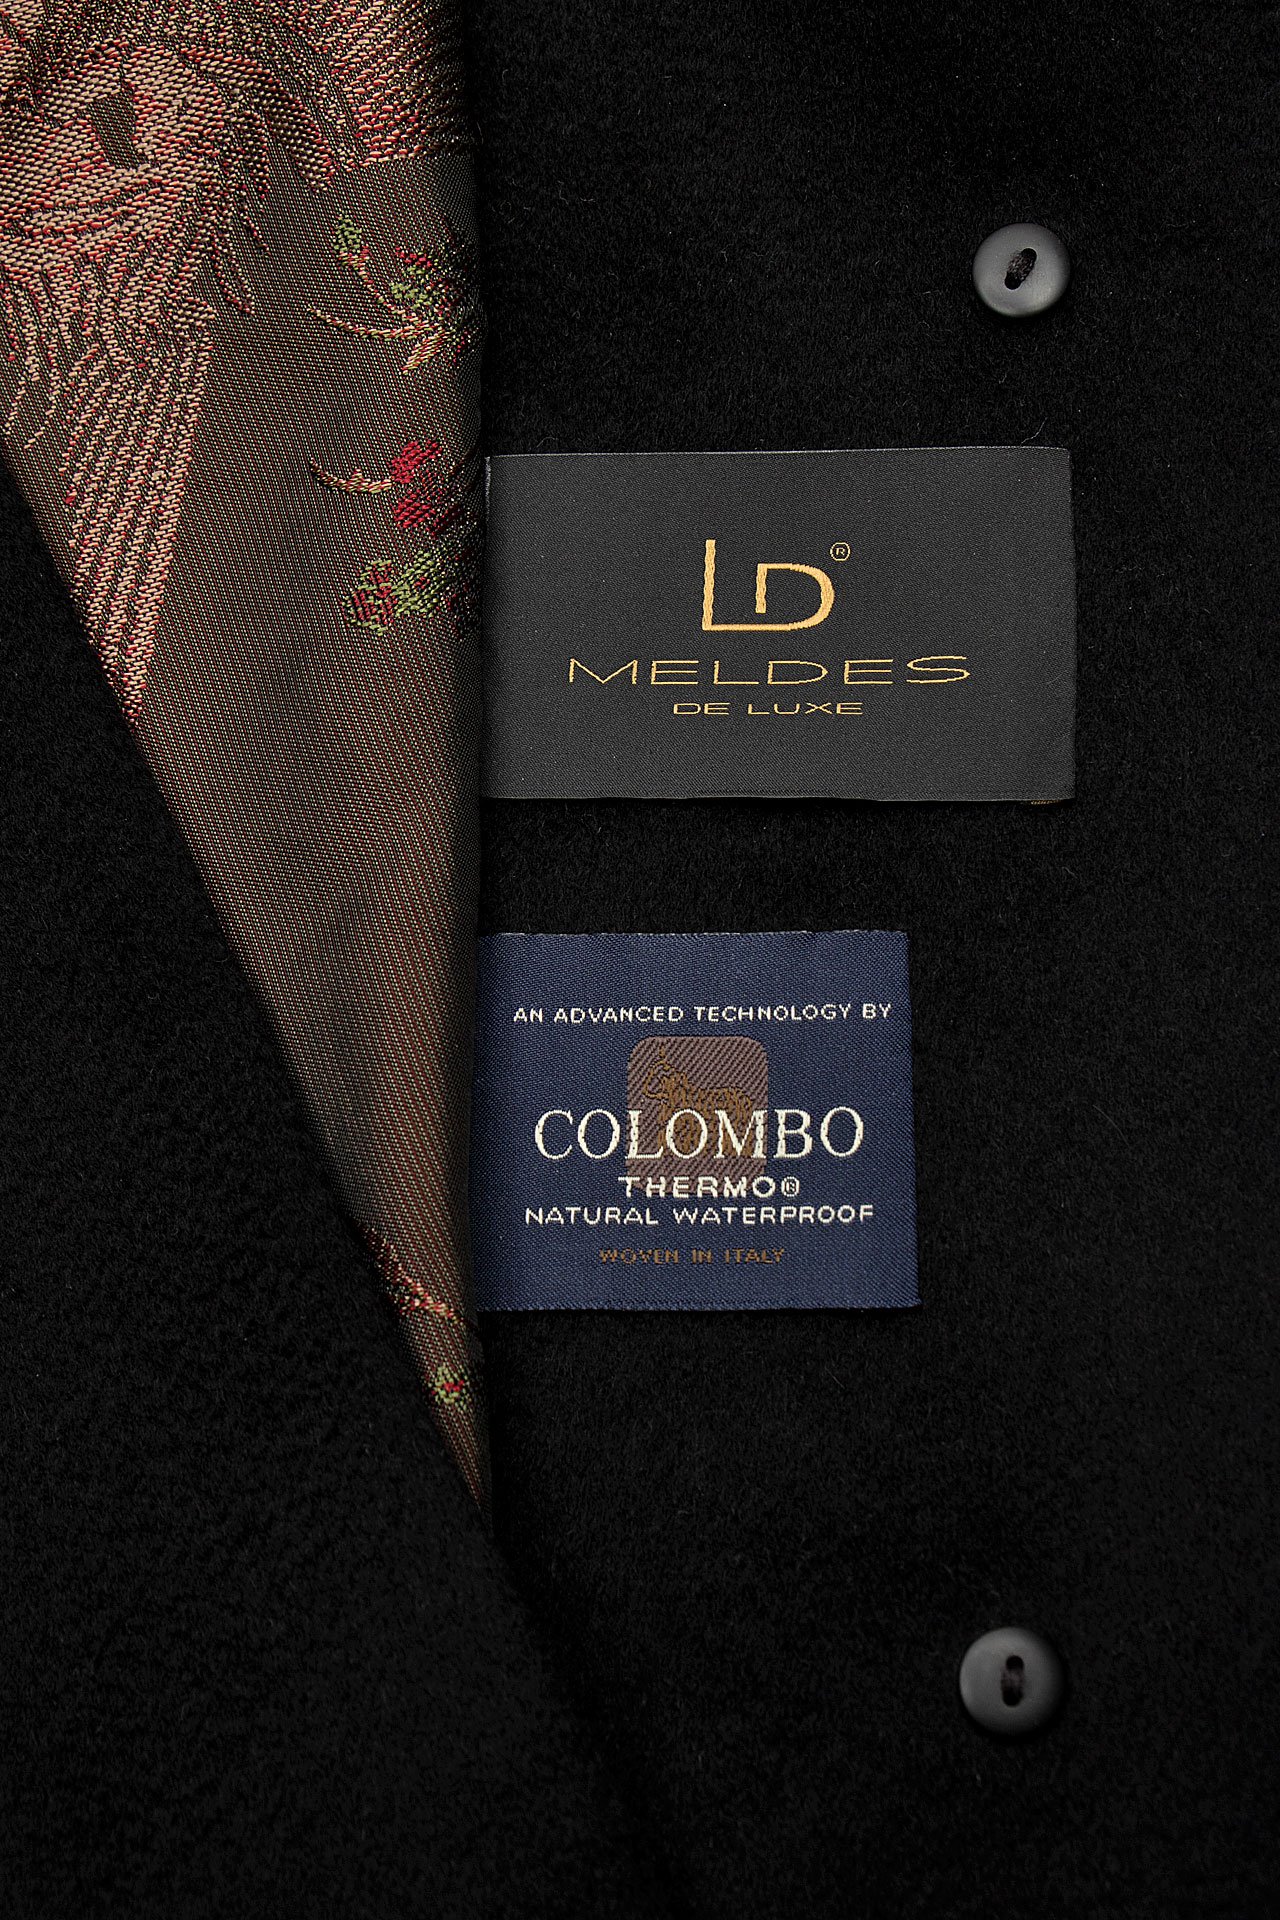 LD®
MELDES
DE LUXE
AN ADVANCED TECHNOLOGY BY
COLOMBO
THERMO®
NATURAL WATERPROOF
WOVEN IN ITALY